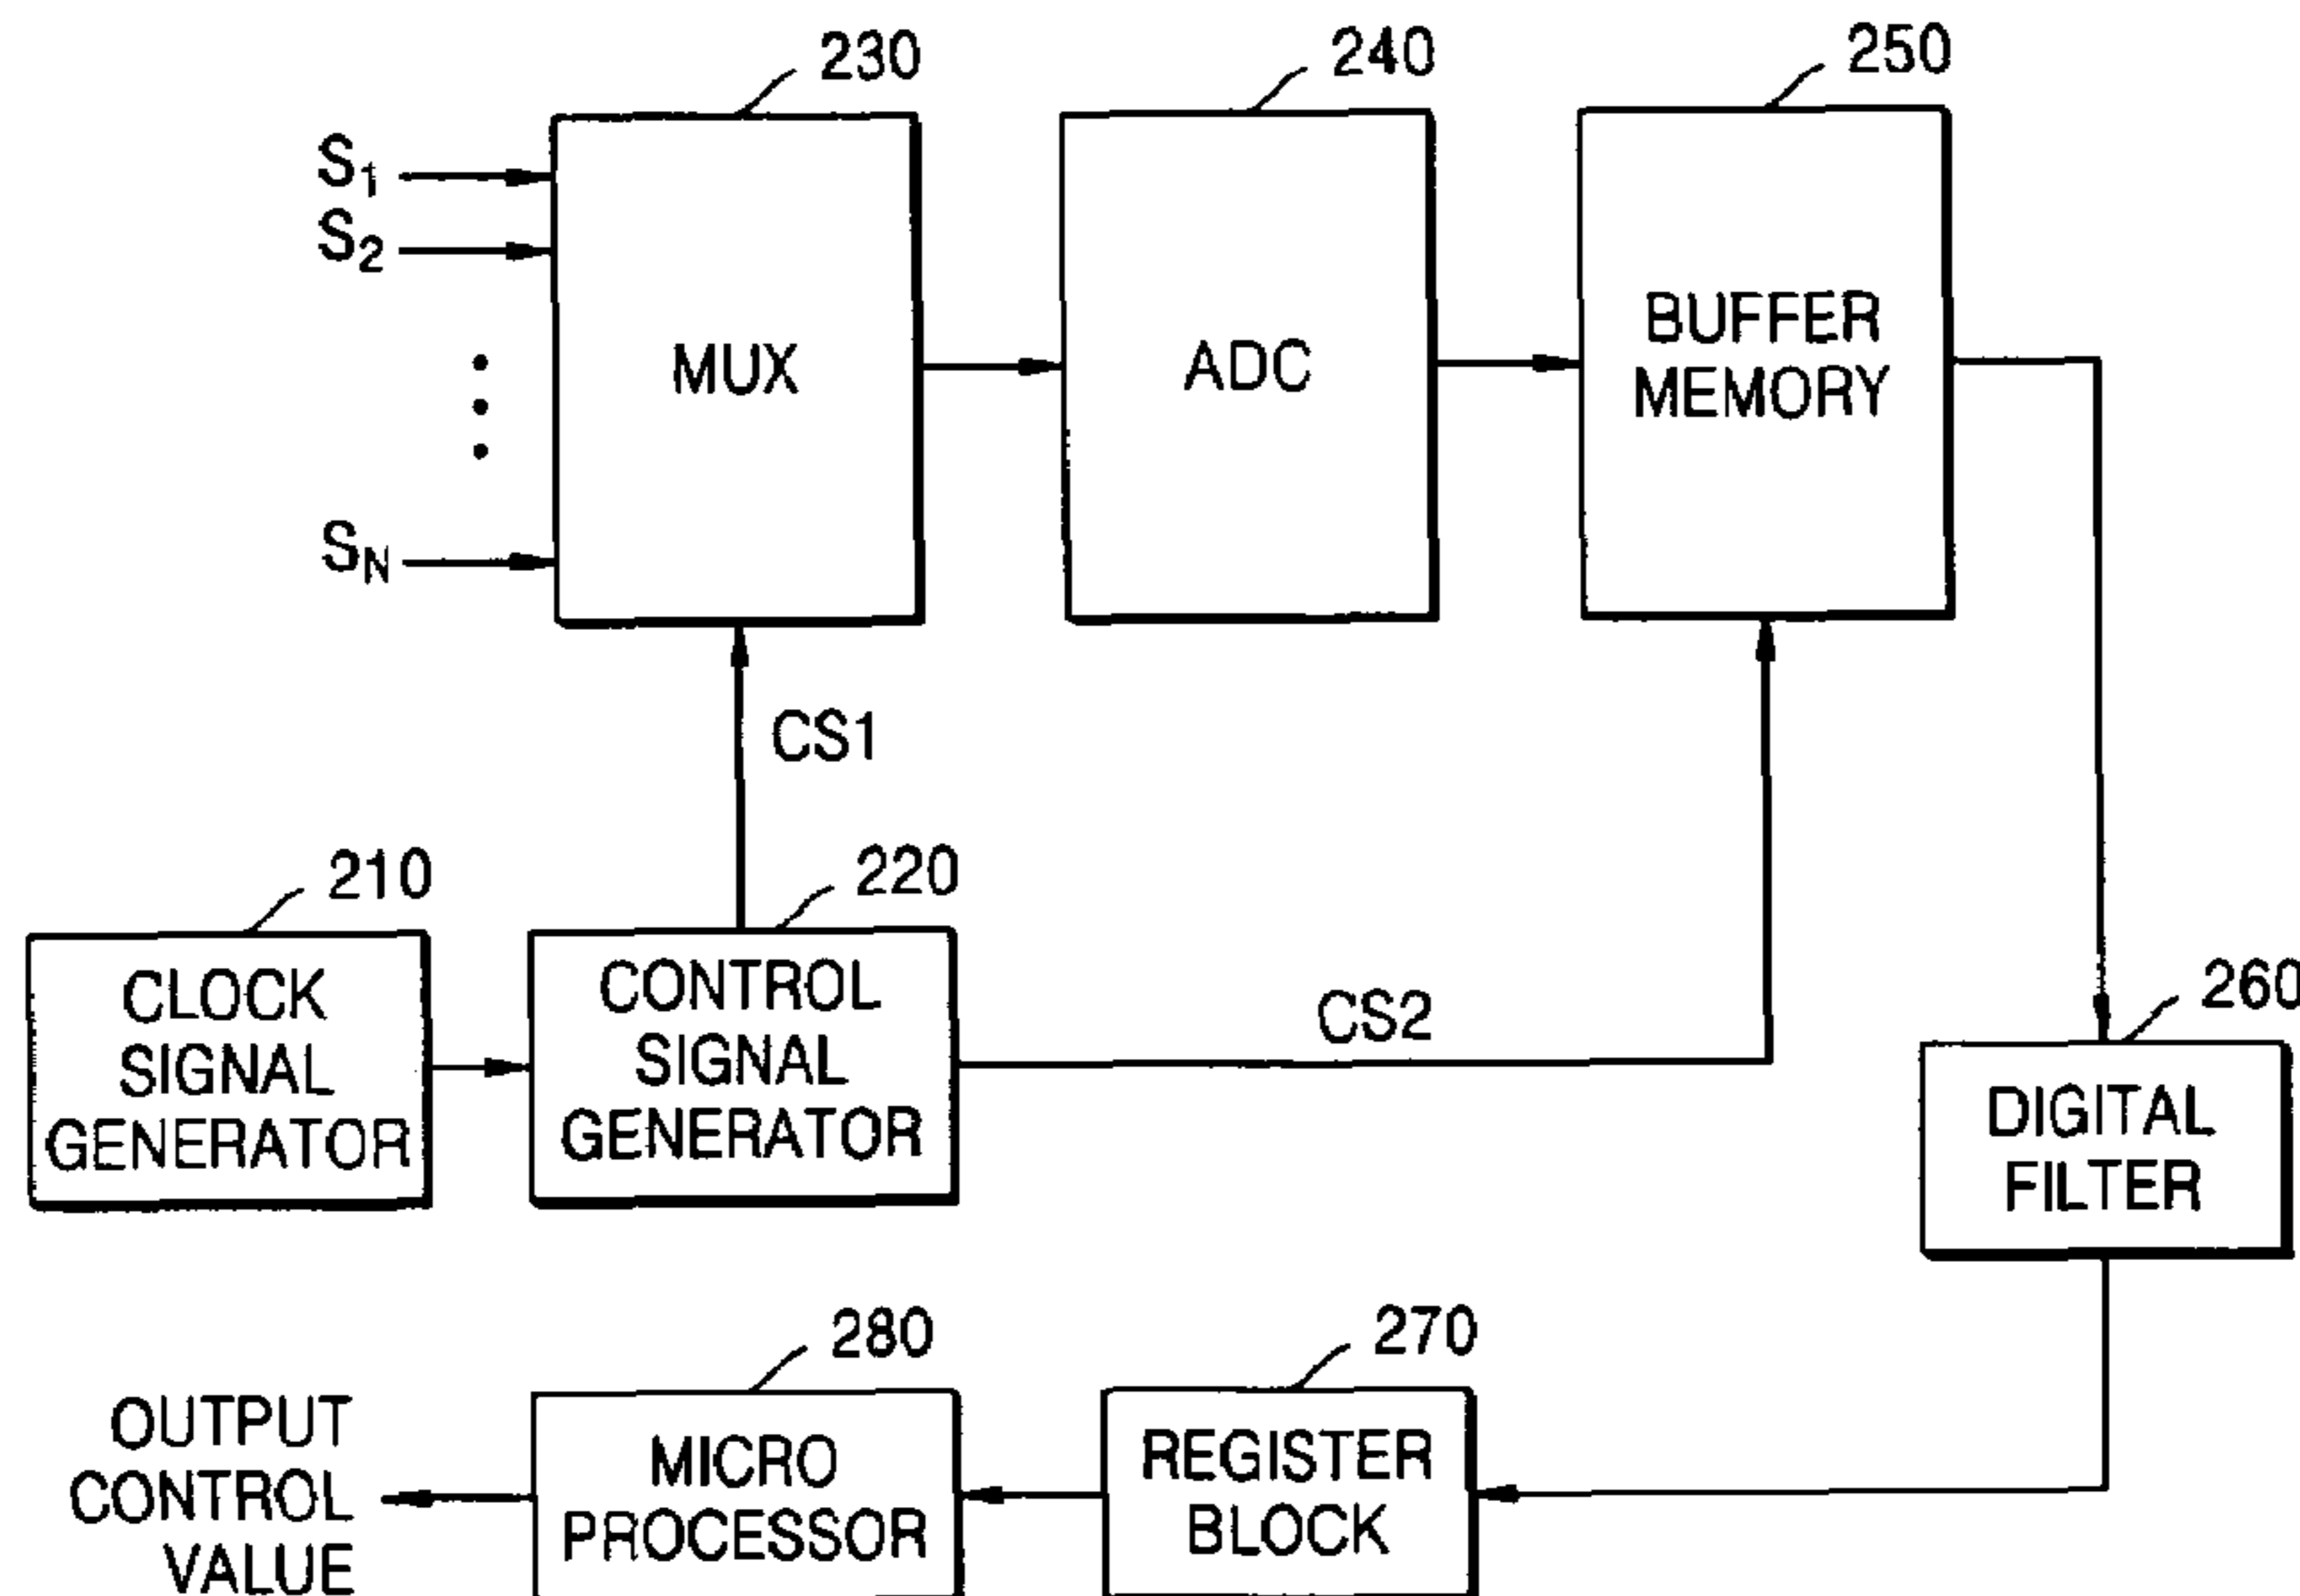 230
240
250
S1
S2
SN
MUX
ADC
BUFFER
MEMORY
CS1
210
220
260
CLOCK
SIGNAL
GENERATOR
CONTROL
SIGNAL
GENERATOR
CS2
DIGITAL
FILTER
280
270
OUTPUT
CONTROL
VALUE
MICRO
PROCESSOR
REGISTER
BLOCK